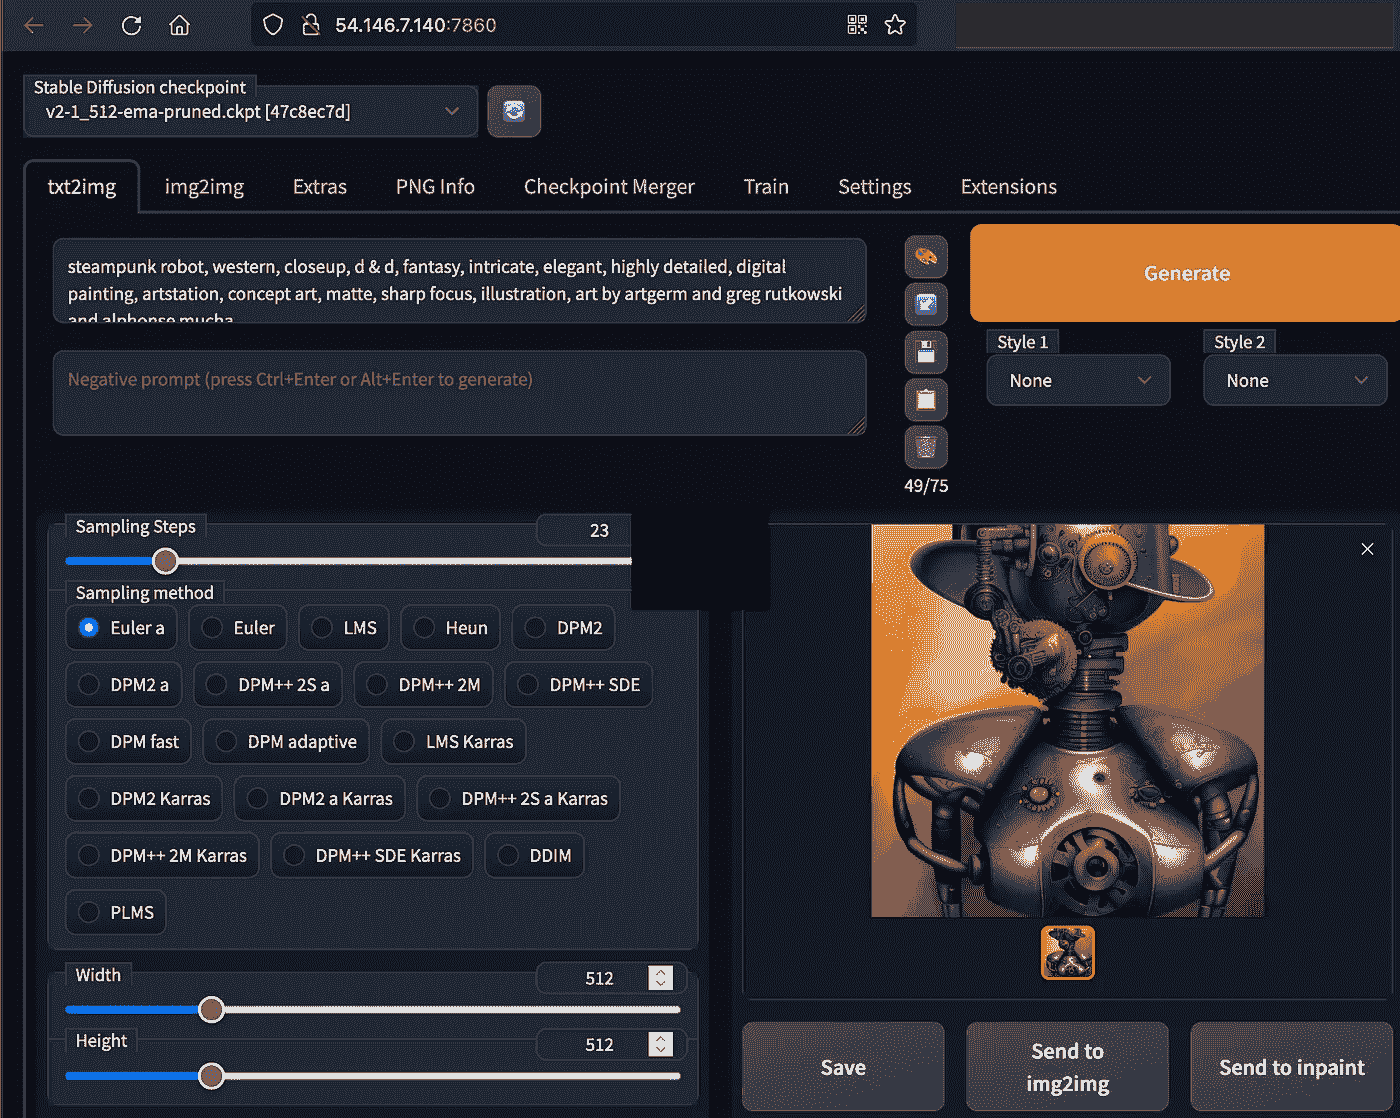 54.146.7.140:7860
Stable Diffusion checkpoint
v2-1_512-ema-pruned.ckpt [47c8ec7d]
txt2img img2img Extras PNG Info Checkpoint Merger Train Settings Extensions
steampunk robot, western, closeup, d & d, fantasy, intricate, elegant, highly detailed, digital
painting, artstation, concept art, matte, sharp focus, illustration, art by artgerm and greg rutkowski
and alphonse mucha
Generate
Style 1 Style 2
None None
Negative prompt (press Ctrl+Enter or Alt+Enter to generate)
49/75
Sampling Steps 23
Sampling method
Euler a Euler LMS Heun DPM2
DPM2 a DPM++ 2S a DPM++ 2M DPM++ SDE
DPM fast DPM adaptive LMS Karras
DPM2 Karras DPM2 a Karras DPM++ 2S a Karras
DPM++ 2M Karras DPM++ SDE Karras DDIM
PLMS
Width 512
Height 512
Save
Send to
img2img
Send to inpaint